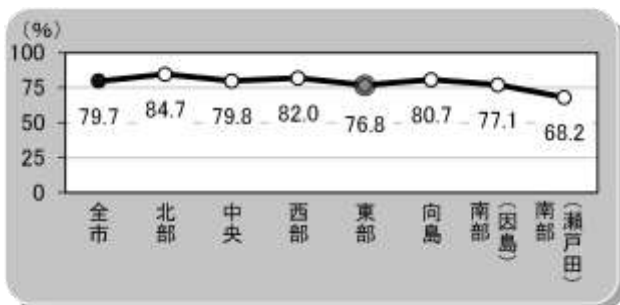 (%)
100
75
50
25
0
79.7 84.7 79.8 82.0 76.8 80.7 77.1 68.2
全市
北部
中央
西部
東部
向島
南部(因島)
南部(瀬戸田)